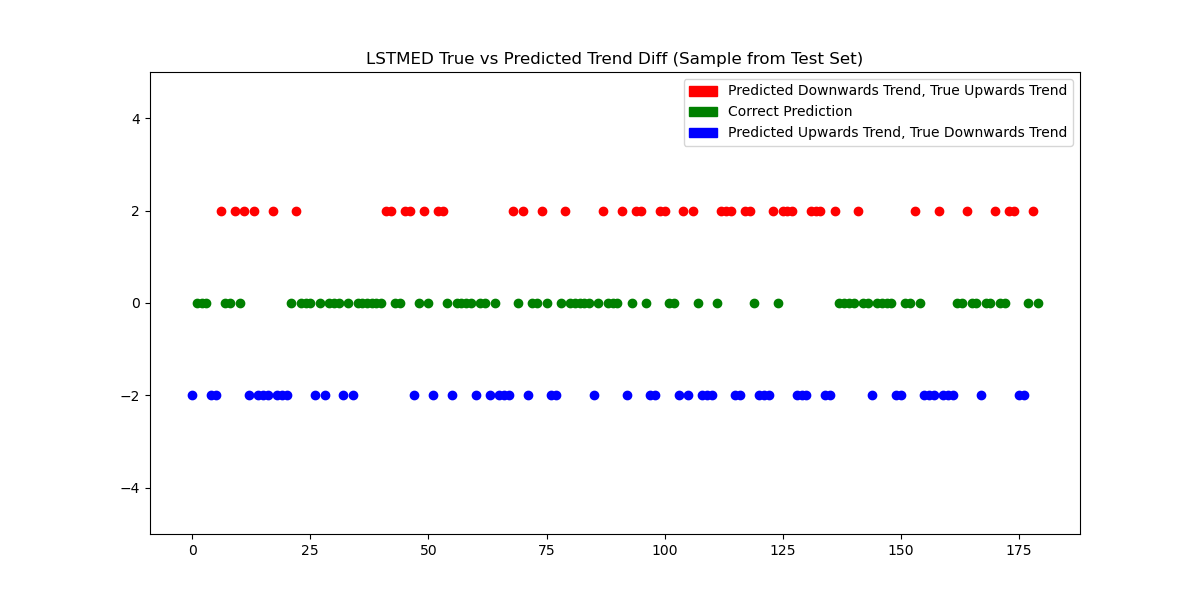 LSTMED True vs Predicted Trend Diff (Sample from Test Set)
Predicted Downwards Trend, True Upwards Trend
Correct Prediction
Predicted Upwards Trend, True Downwards Trend
4
2
0
−2
−4
0 25 50 75 100 125 150 175